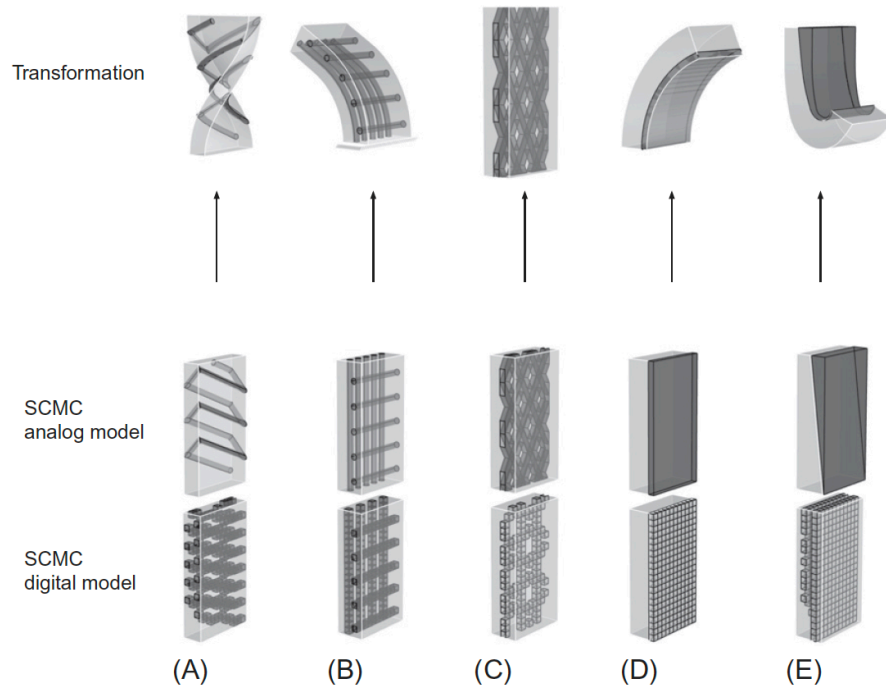 Transformation
SCMC
analog model
SCMC
digital model
(A) (B) (C) (D) (E)